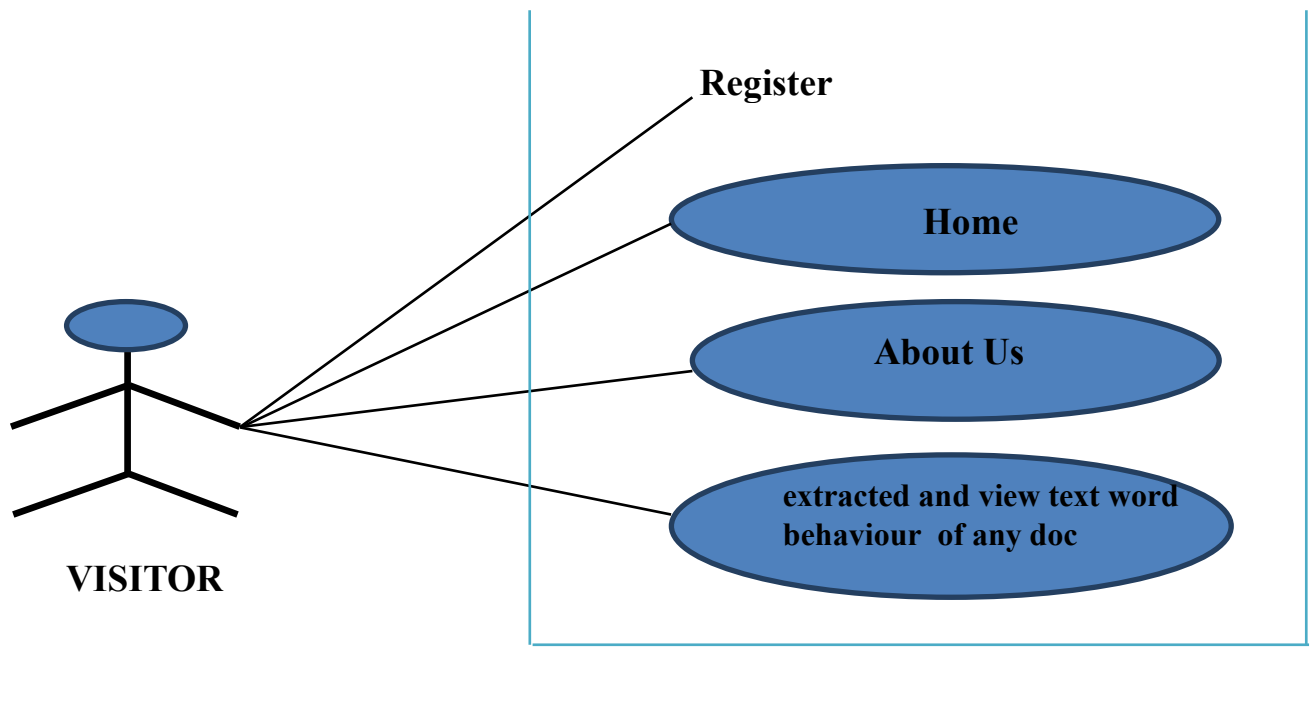 Register
Home
About Us
extracted and view text word
behaviour  of any doc
VISITOR